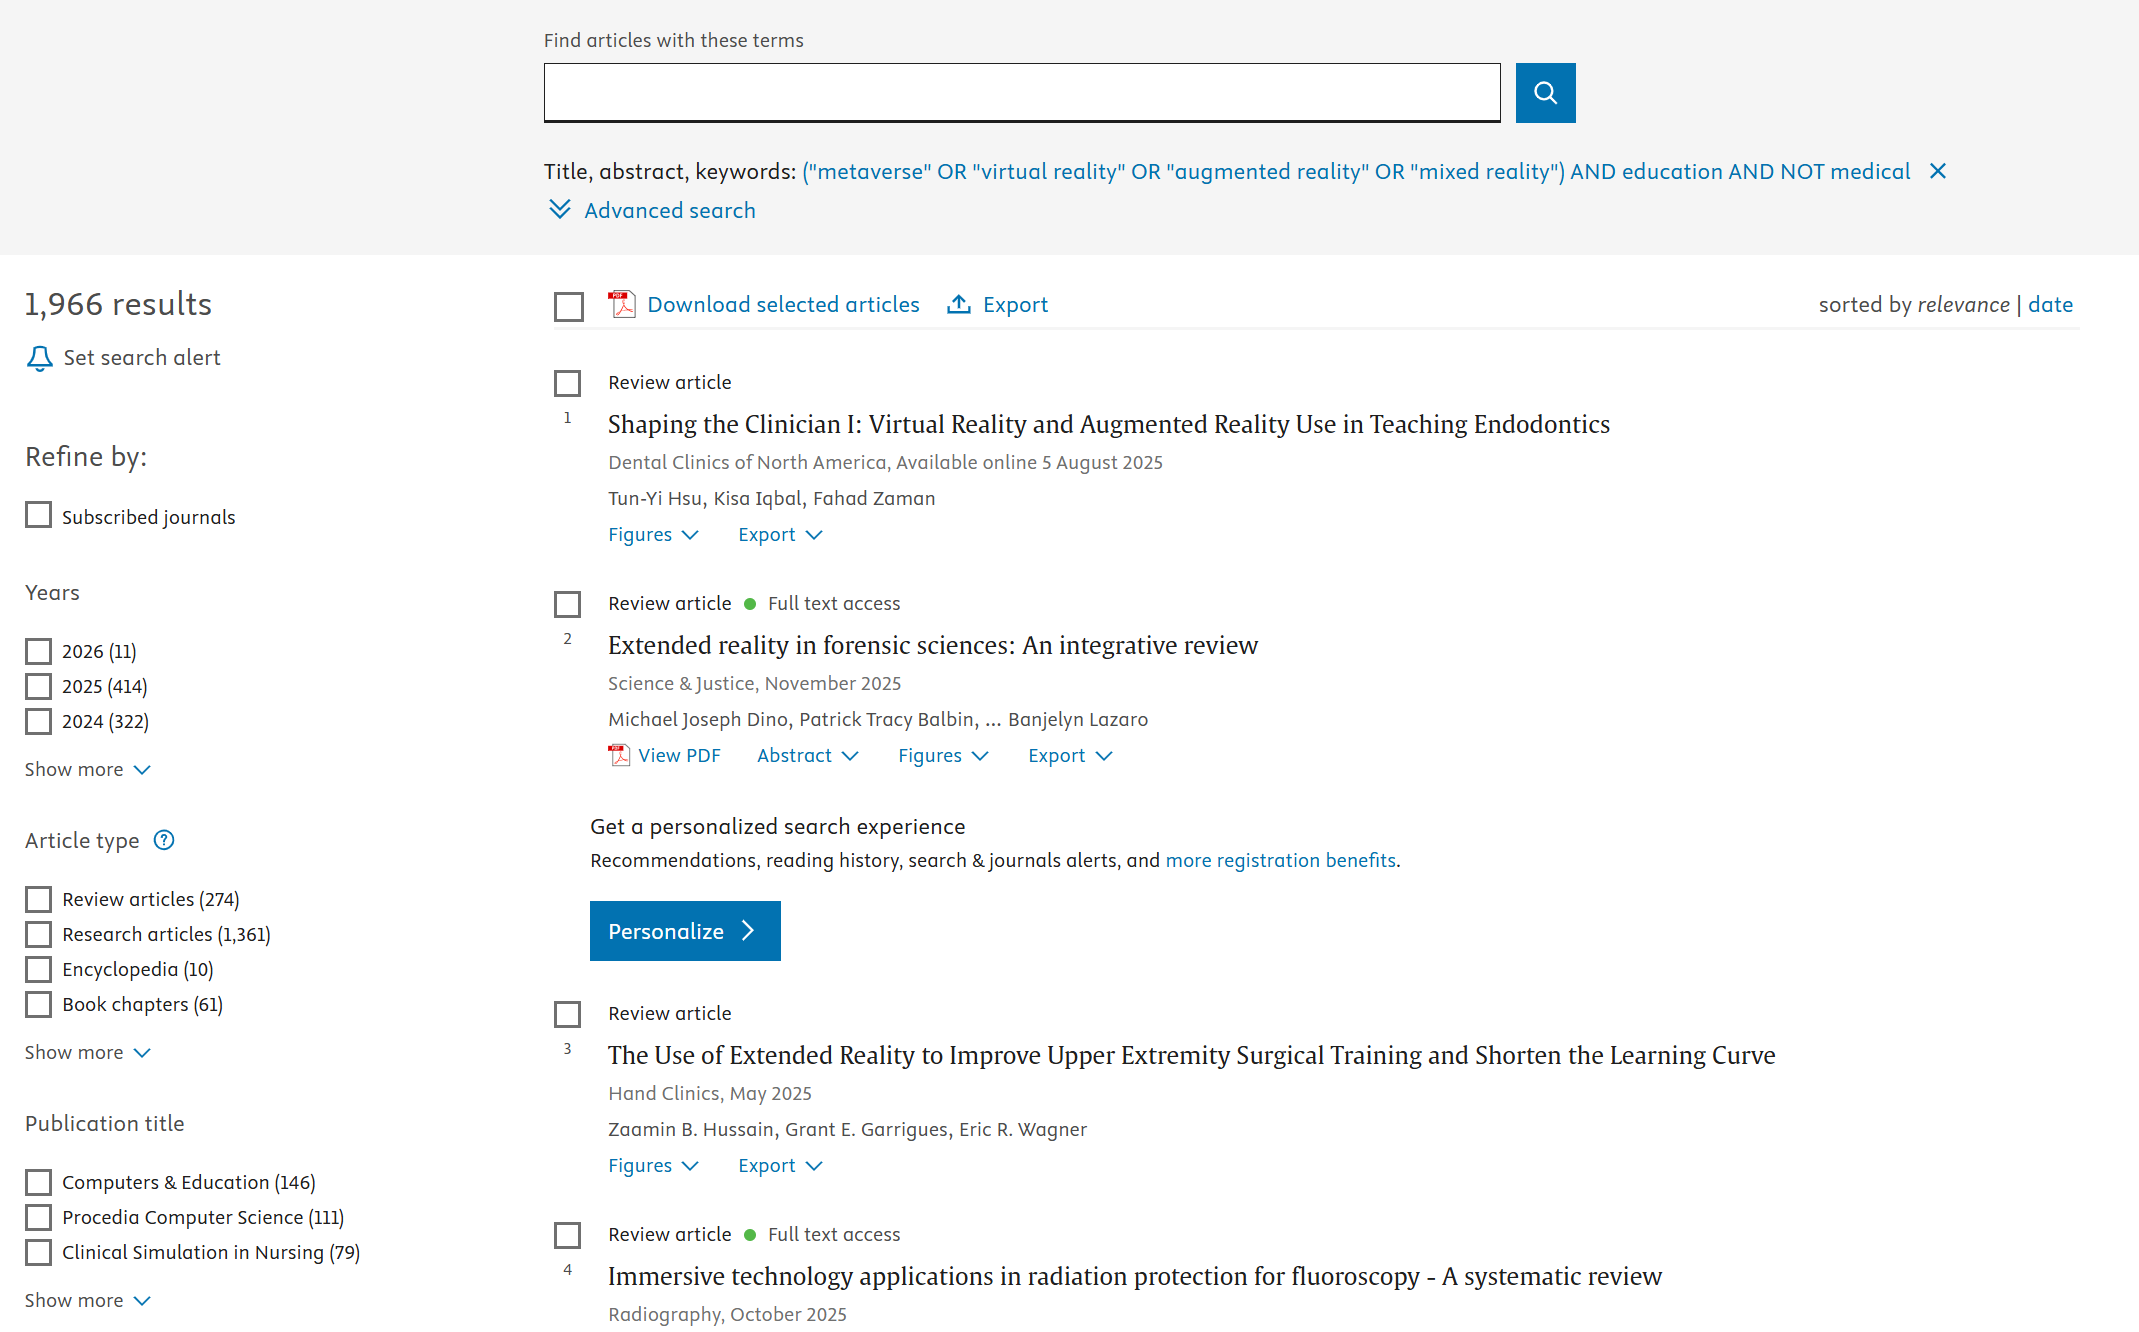 Find articles with these terms
Title, abstract, keywords: ("metaverse" OR "virtual reality" OR "augmented reality" OR "mixed reality") AND education AND NOT medical
Advanced search
1,966 results
Set search alert
Refine by:
Subscribed journals
Years
2026 (11)
2025 (414)
2024 (322)
Show more
Article type
Review articles (274)
Research articles (1,361)
Encyclopedia (10)
Book chapters (61)
Show more
Publication title
Computers & Education (146)
Procedia Computer Science (111)
Clinical Simulation in Nursing (79)
Show more
Download selected articles Export sorted by relevance | date
Review article
1 Shaping the Clinician I: Virtual Reality and Augmented Reality Use in Teaching Endodontics
Dental Clinics of North America, Available online 5 August 2025
Tun-Yi Hsu, Kisa Iqbal, Fahad Zaman
Figures Export
Review article Full text access
2 Extended reality in forensic sciences: An integrative review
Science & Justice, November 2025
Michael Joseph Dino, Patrick Tracy Balbin, ... Banjelyn Lazaro
View PDF Abstract Figures Export
Get a personalized search experience
Recommendations, reading history, search & journals alerts, and more registration benefits.
Personalize
Review article
3 The Use of Extended Reality to Improve Upper Extremity Surgical Training and Shorten the Learning Curve
Hand Clinics, May 2025
Zaamin B. Hussain, Grant E. Garrigues, Eric R. Wagner
Figures Export
Review article Full text access
4 Immersive technology applications in radiation protection for fluoroscopy - A systematic review
Radiography, October 2025